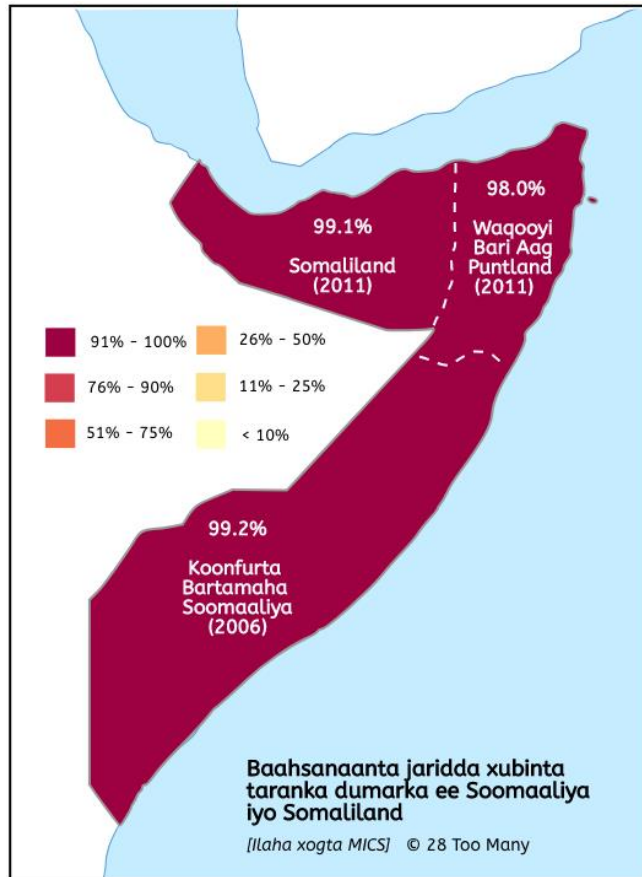 98.0%
Waqooyi
Bari Aag
Puntland
(2011)
99.1%
Somaliland
(2011)
91% - 100%
26% - 50%
76% - 90%
11% - 25%
51% - 75%
< 10%
99.2%
Koonfurta
Bartamaha
Soomaaliya
(2006)
Baahsanaanta jaridda xubinta
taranka dumarka ee Soomaaliya
iyo Somaliland
[Ilaha xogta MICS] © 28 Too Many